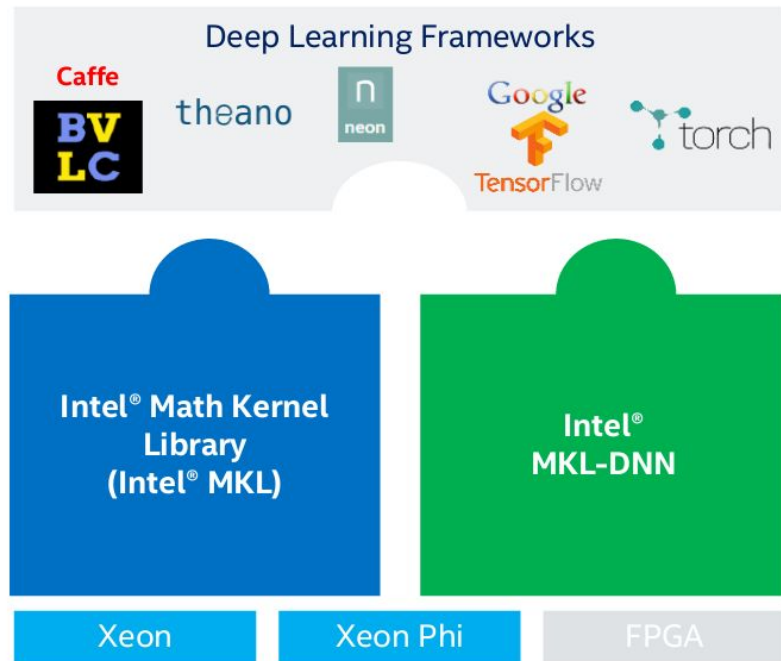 Deep Learning Frameworks
Caffe
BV
LC
theano
n
neon
Google
TensorFlow
torch
Intel® Math Kernel
Library
(Intel® MKL)
Intel®
MKL-DNN
Xeon
Xeon Phi
FPGA